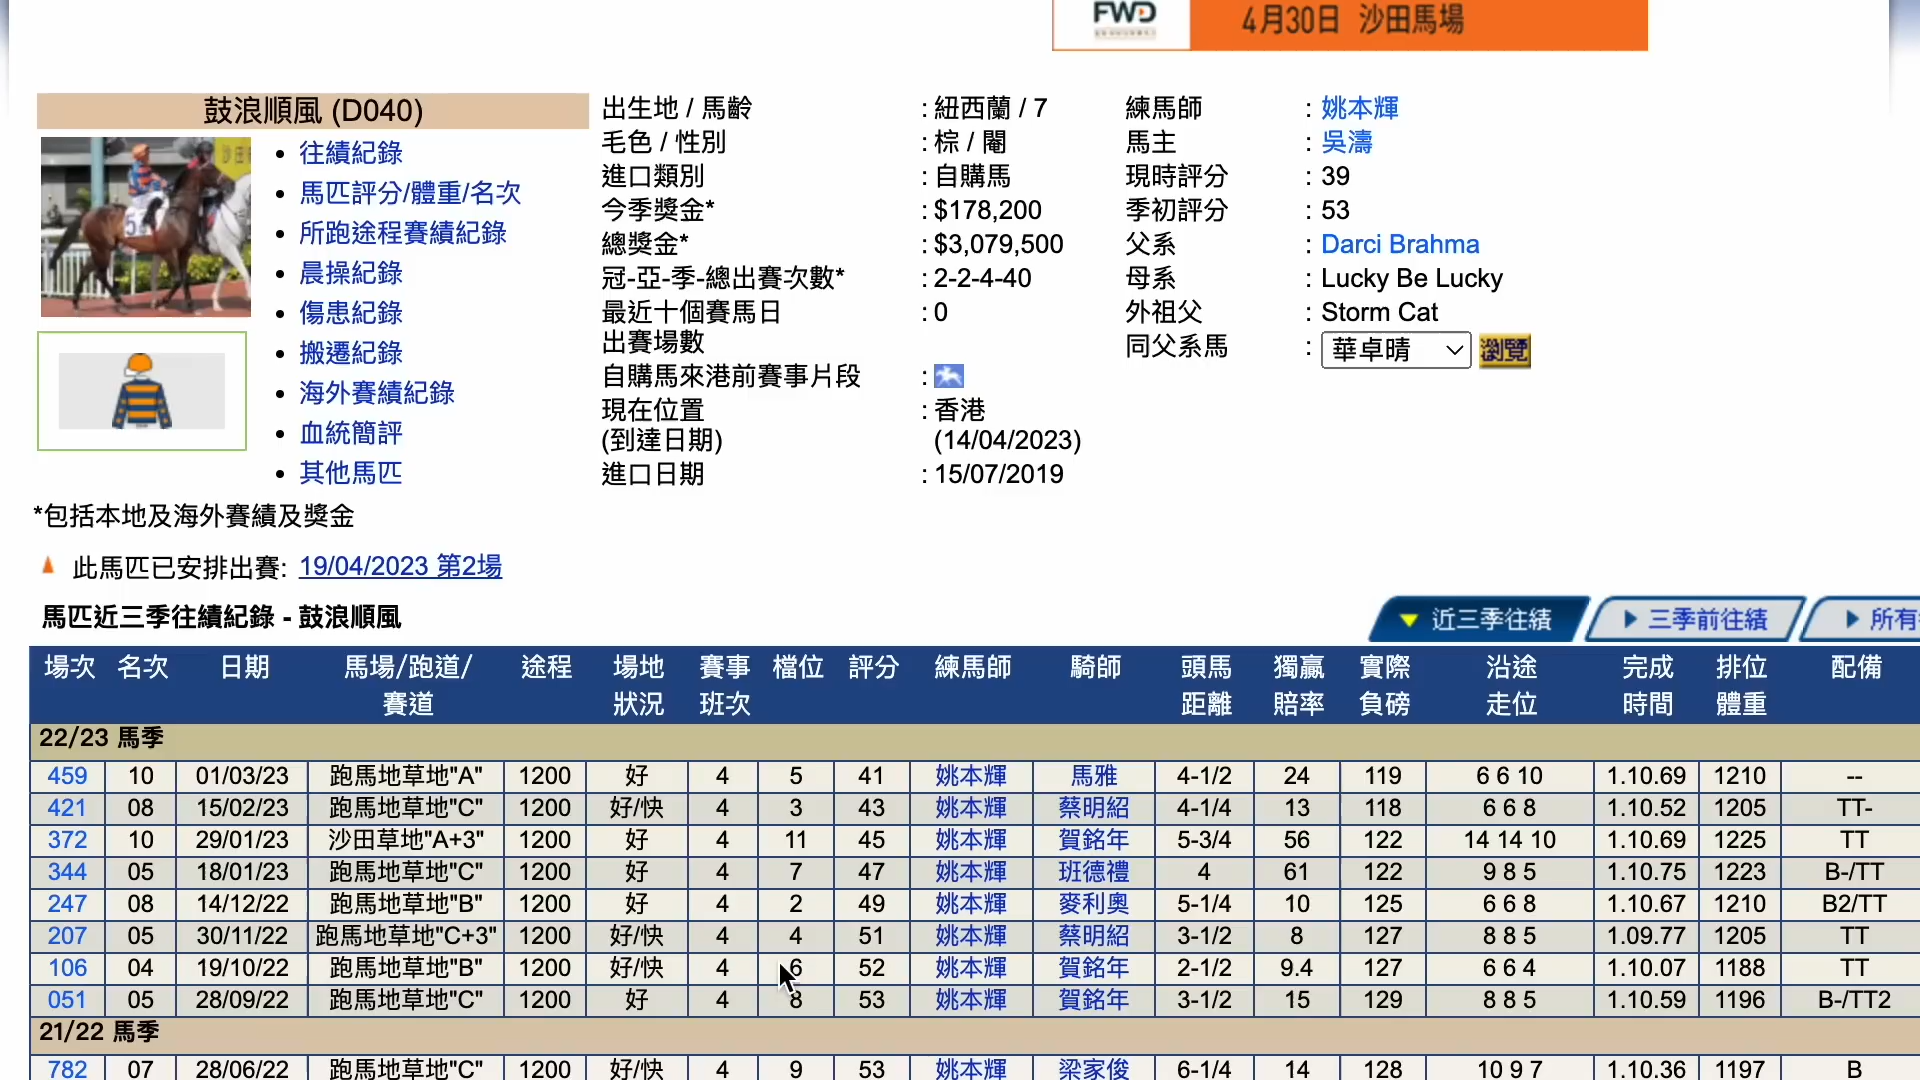 FWD
4月30日 沙田馬場
鼓浪順風 (D040)
往績紀錄
馬匹評分/體重/名次
所跑途程賽績紀錄
晨操紀錄
傷患紀錄
搬遷紀錄
海外賽績紀錄
血統簡評
其他馬匹
出生地 / 馬齡 : 紐西蘭 / 7
毛色 / 性別 : 棕 / 閹
進口類別 : 自購馬
今季獎金* : $178,200
總獎金* : $3,079,500
冠-亞-季-總出賽次數* : 2-2-4-40
最近十個賽馬日 : 0
出賽場數
自購馬來港前賽事片段 :
現在位置 : 香港
(到達日期) (14/04/2023)
進口日期 : 15/07/2019
練馬師 : 姚本輝
馬主 : 吳濤
現時評分 : 39
季初評分 : 53
父系 : Darci Brahma
母系 : Lucky Be Lucky
外祖父 : Storm Cat
同父系馬 : 華卓晴 瀏覽
*包括本地及海外賽績及獎金
此馬匹已安排出賽: 19/04/2023 第2場
馬匹近三季往績紀錄 - 鼓浪順風
近三季往績 三季前往績 所有
場次 名次 日期 馬場/跑道/ 途程 場地 賽事 檔位 評分 練馬師 騎師 頭馬 獨贏 實際 沿途 完成 排位 配備
賽道 狀況 班次 距離 賠率 負磅 走位 時間 體重
22/23 馬季
459 10 01/03/23 跑馬地草地"A" 1200 好 4 5 41 姚本輝 馬雅 4-1/2 24 119 6 6 10 1.10.69 1210 --
421 08 15/02/23 跑馬地草地"C" 1200 好/快 4 3 43 姚本輝 蔡明紹 4-1/4 13 118 6 6 8 1.10.52 1205 TT-
372 10 29/01/23 沙田草地"A+3" 1200 好 4 11 45 姚本輝 賀銘年 5-3/4 56 122 14 14 10 1.10.69 1225 TT
344 05 18/01/23 跑馬地草地"C" 1200 好 4 7 47 姚本輝 班德禮 4 61 122 9 8 5 1.10.75 1223 B-/TT
247 08 14/12/22 跑馬地草地"B" 1200 好 4 2 49 姚本輝 麥利奧 5-1/4 10 125 6 6 8 1.10.67 1210 B2/TT
207 05 30/11/22 跑馬地草地"C+3" 1200 好/快 4 4 51 姚本輝 蔡明紹 3-1/2 8 127 8 8 5 1.09.77 1205 TT
106 04 19/10/22 跑馬地草地"B" 1200 好/快 4 6 52 姚本輝 賀銘年 2-1/2 9.4 127 6 6 4 1.10.07 1188 TT
051 05 28/09/22 跑馬地草地"C" 1200 好 4 8 53 姚本輝 賀銘年 3-1/2 15 129 8 8 5 1.10.59 1196 B-/TT2
21/22 馬季
782 07 28/06/22 跑馬地草地"C" 1200 好/快 4 9 53 姚本輝 梁家俊 6-1/4 14 128 10 9 7 1.10.36 1197 B